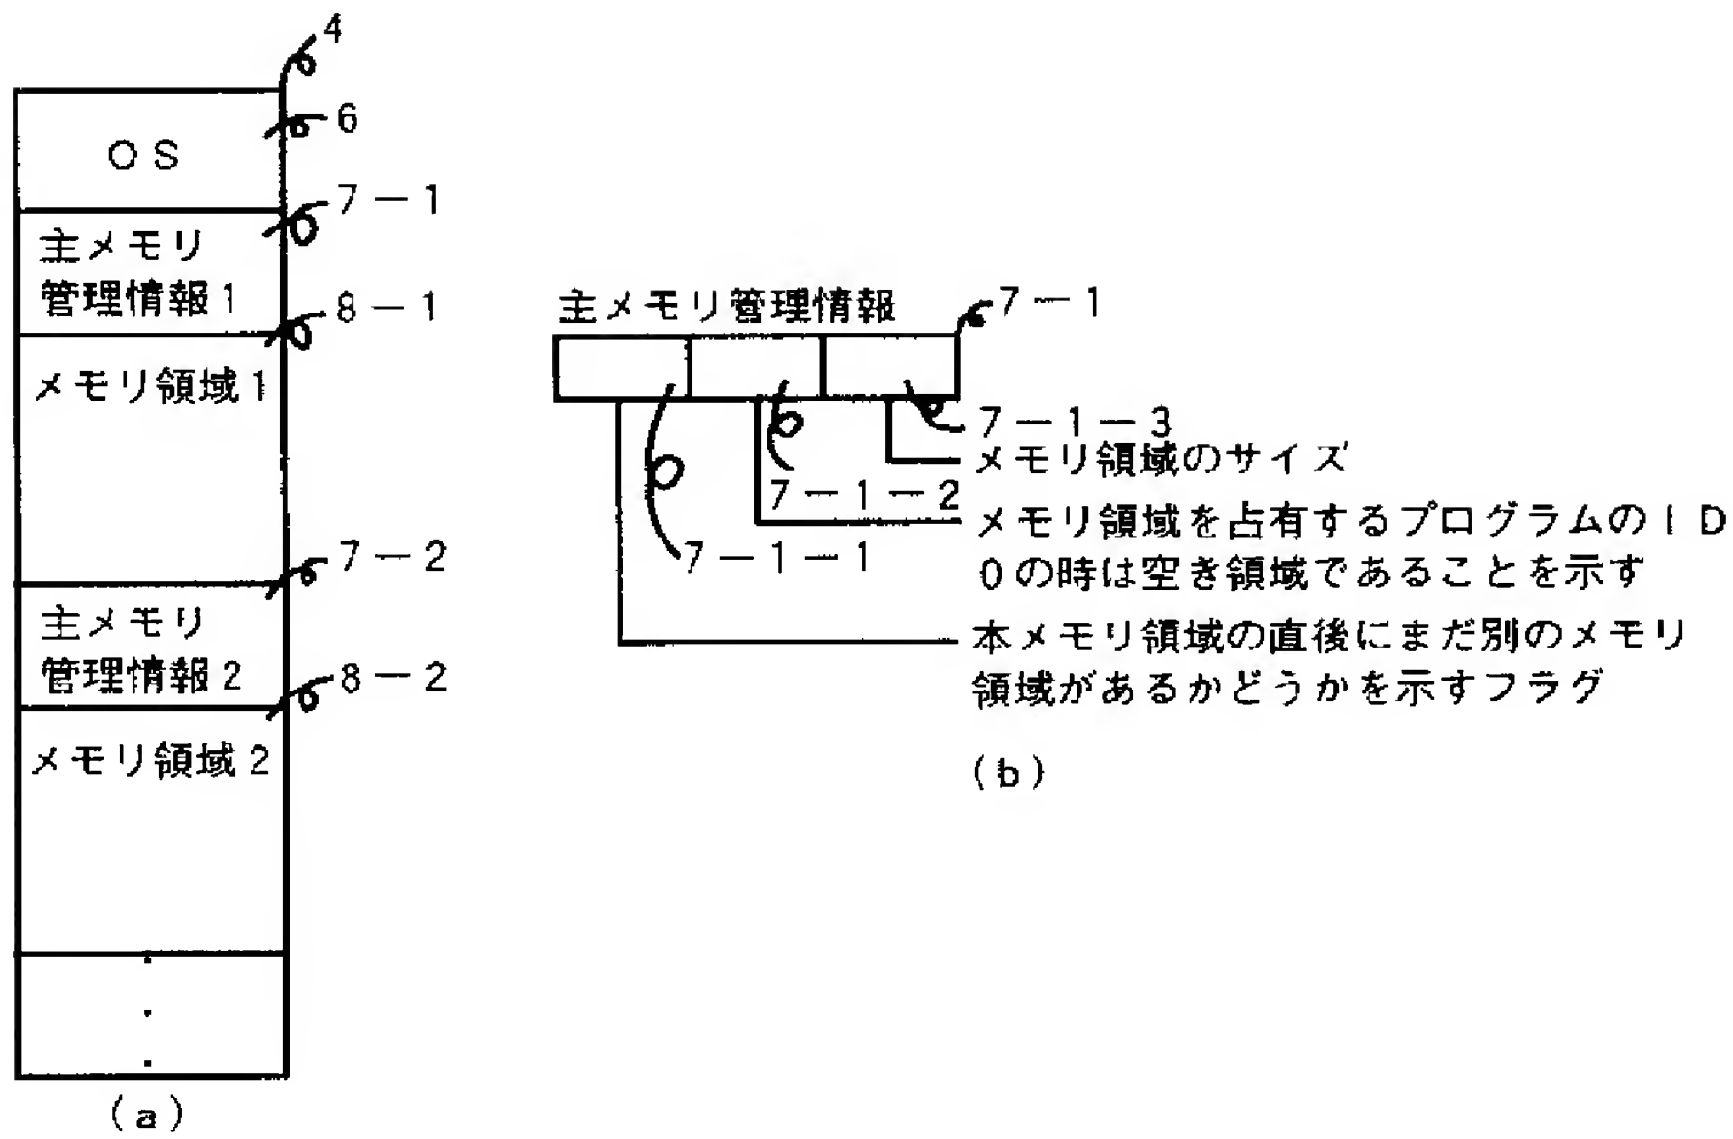 4
6
OS
7-1
主メモリ
管理情報1
8-1
メモリ領域1
7-2
主メモリ
管理情報2
8-2
メモリ領域2
(a)
主メモリ管理情報
7-1
7-1-3
メモリ領域のサイズ
7-1-2
メモリ領域を占有するプログラムのID
7-1-1
0の時は空き領域であることを示す
本メモリ領域の直後にまだ別のメモリ
領域があるかどうかを示すフラグ
(b)